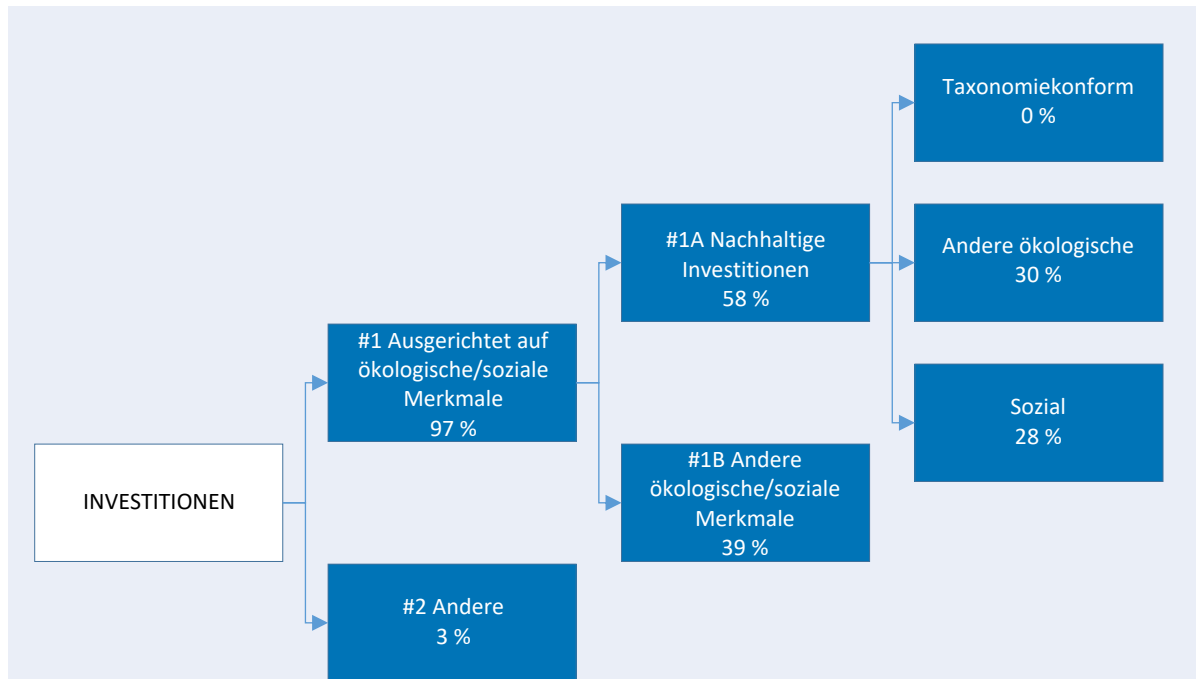 INVESTITIONEN
#1 Ausgerichtet auf
ökologische/soziale
Merkmale
97 %
#2 Andere
3 %
#1A Nachhaltige
Investitionen
58 %
#1B Andere
ökologische/soziale
Merkmale
39 %
Taxonomiekonform
0 %
Andere ökologische
30 %
Sozial
28 %